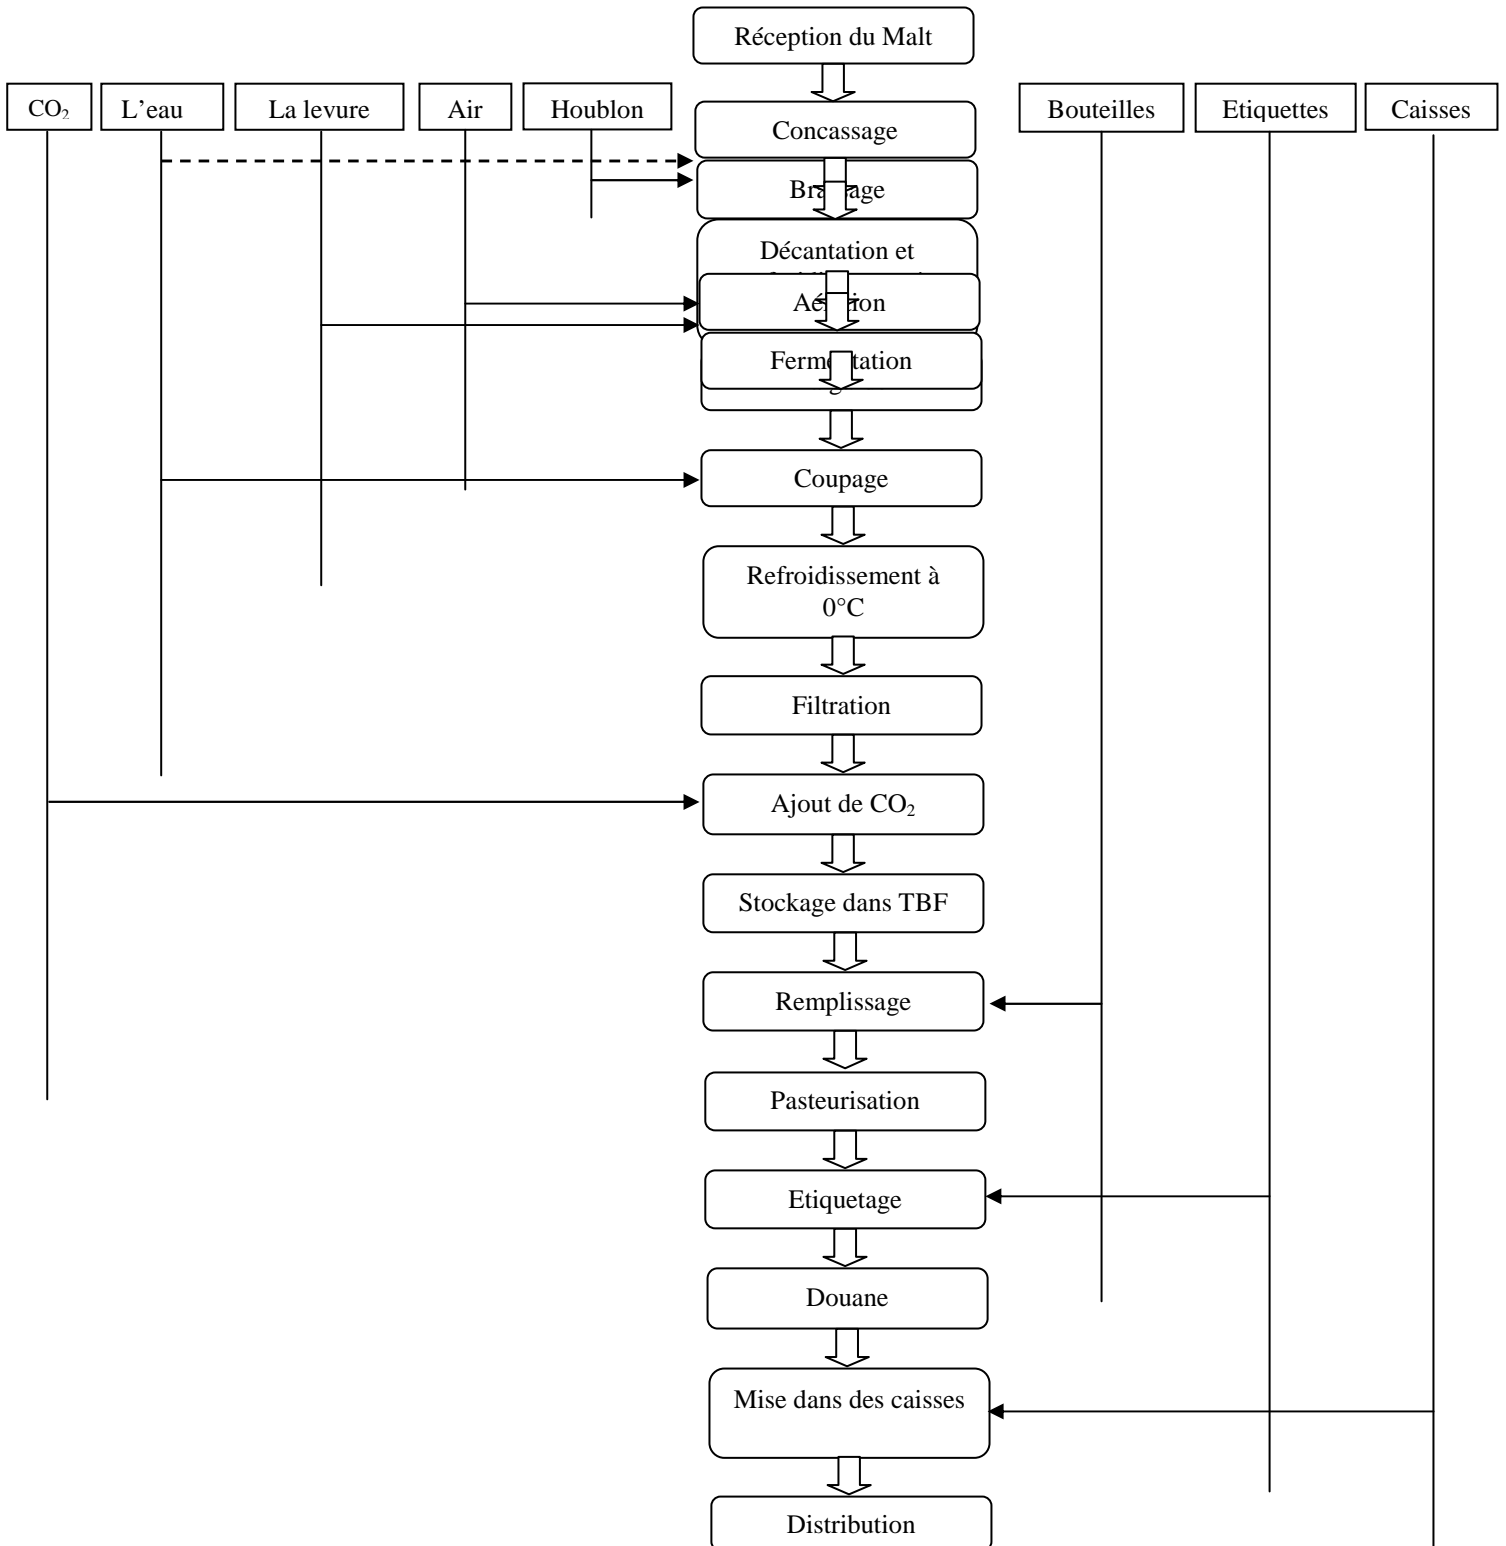 Réception du Malt
CO₂
L'eau
La levure
Air
Houblon
Bouteilles
Etiquettes
Caisses
Concassage
Décantation et
Coupage
Refroidissement à
0°C
Filtration
Ajout de CO₂
Stockage dans TBF
Remplissage
Pasteurisation
Etiquetage
Douane
Mise dans des caisses
Distribution